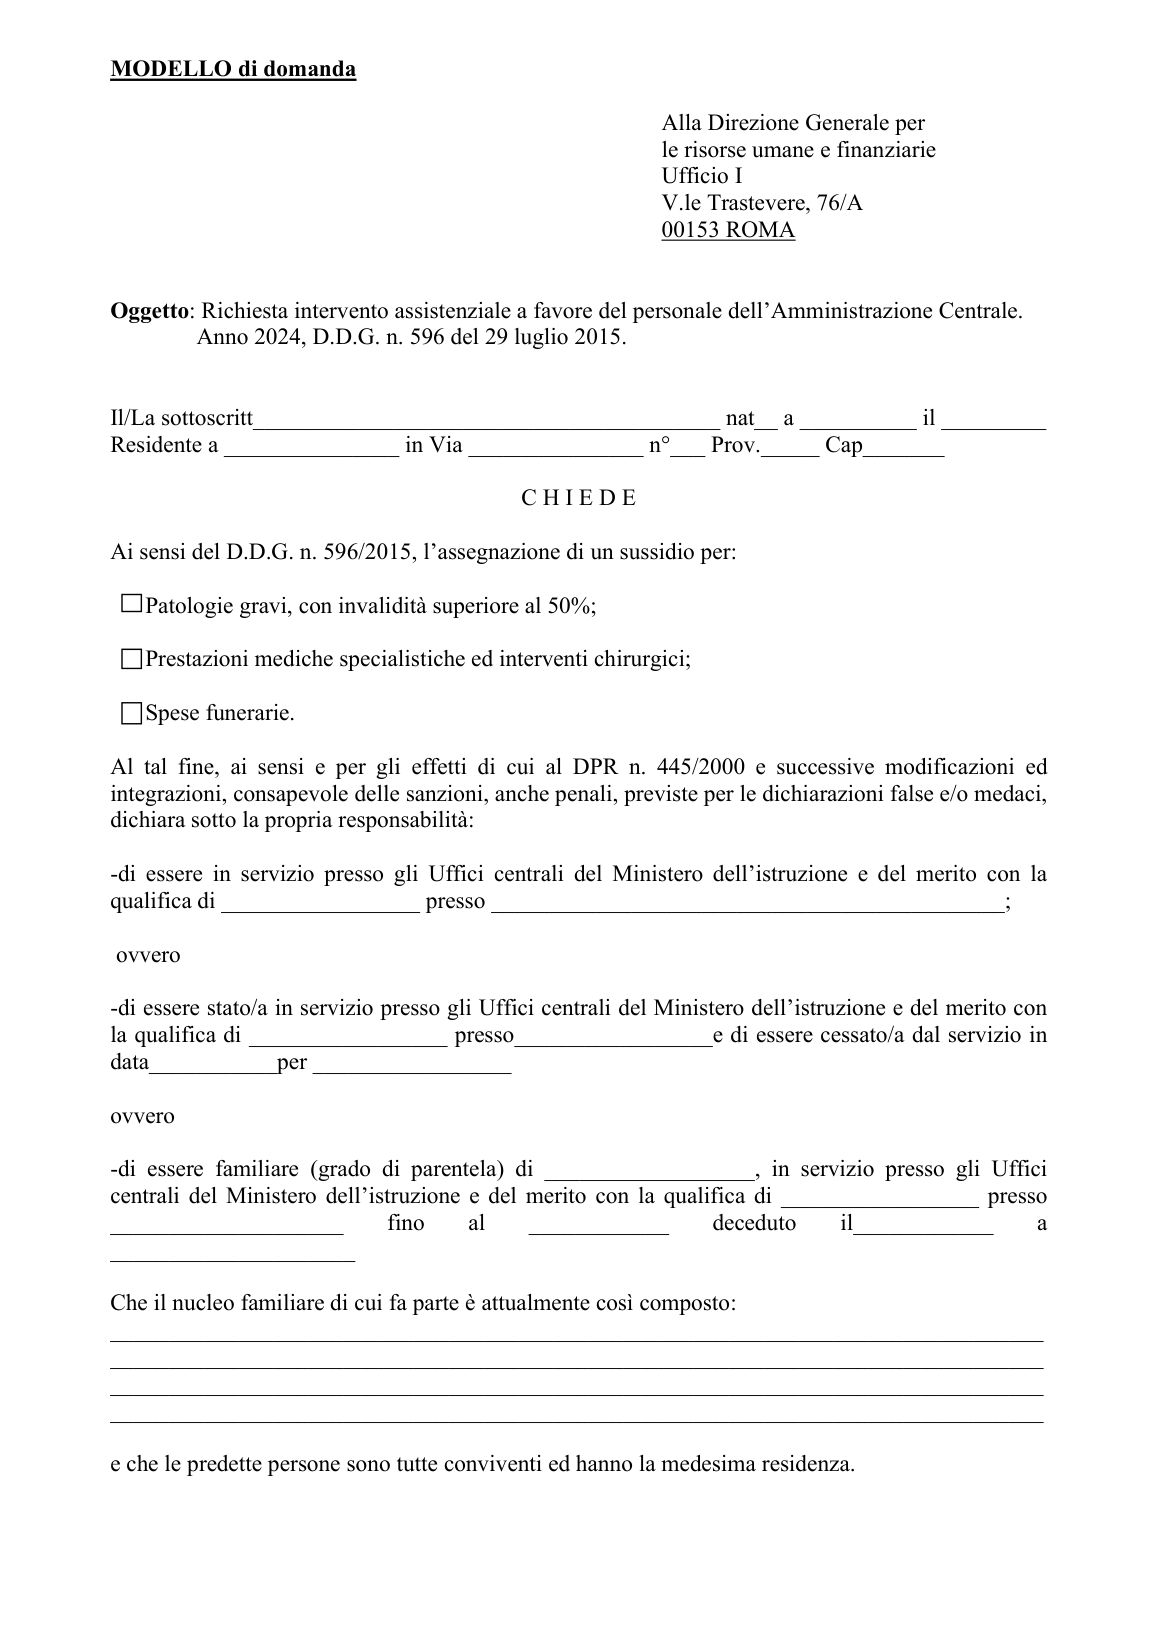 MODELLO di domanda
Alla Direzione Generale per
le risorse umane e finanziarie
Ufficio I
V.le Trastevere, 76/A
00153 ROMA
Oggetto: Richiesta intervento assistenziale a favore del personale dell’Amministrazione Centrale.
Anno 2024, D.D.G. n. 596 del 29 luglio 2015.
Il/La sottoscritt________________________________________ nat__ a __________ il _________
Residente a _______________ in Via _______________ n°___ Prov._____ Cap_______
C H I E D E
Ai sensi del D.D.G. n. 596/2015, l’assegnazione di un sussidio per:
☐Patologie gravi, con invalidità superiore al 50%;
☐Prestazioni mediche specialistiche ed interventi chirurgici;
☐Spese funerarie.
Al tal fine, ai sensi e per gli effetti di cui al DPR n. 445/2000 e successive modificazioni ed
integrazioni, consapevole delle sanzioni, anche penali, previste per le dichiarazioni false e/o medaci,
dichiara sotto la propria responsabilità:
-di essere in servizio presso gli Uffici centrali del Ministero dell’istruzione e del merito con la
qualifica di _________________ presso ____________________________________________;
ovvero
-di essere stato/a in servizio presso gli Uffici centrali del Ministero dell’istruzione e del merito con
la qualifica di _________________ presso_________________e di essere cessato/a dal servizio in
data___________per _________________
ovvero
-di essere familiare (grado di parentela) di __________________, in servizio presso gli Uffici
centrali del Ministero dell’istruzione e del merito con la qualifica di _________________ presso
____________________ fino al ____________ deceduto il____________ a
_____________________
Che il nucleo familiare di cui fa parte è attualmente così composto:
________________________________________________________________________________
________________________________________________________________________________
________________________________________________________________________________
________________________________________________________________________________
e che le predette persone sono tutte conviventi ed hanno la medesima residenza.